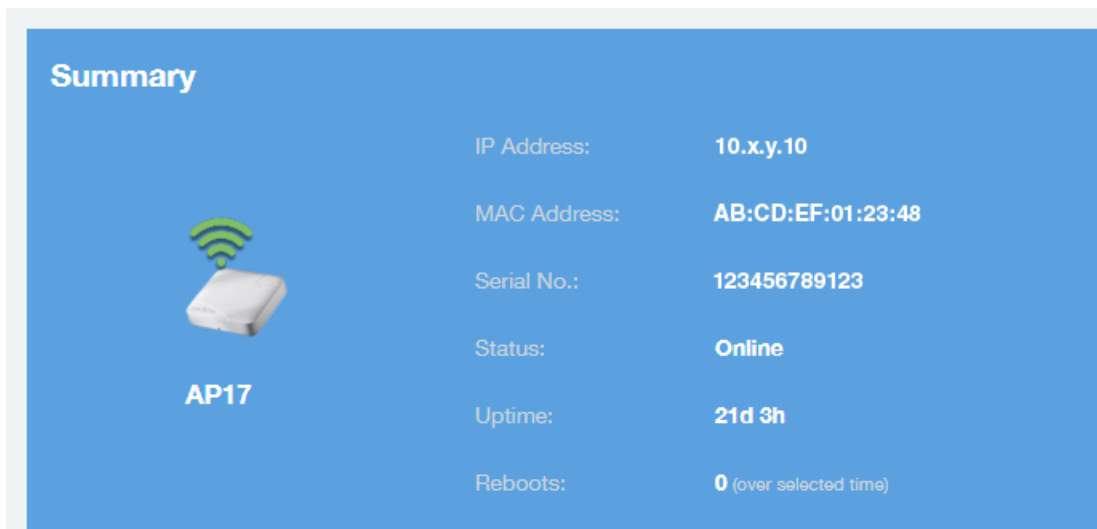 Summary
IP Address: 10.x.y.10
MAC Address: AB:CD:EF:01:23:48
Serial No.: 123456789123
Status: Online
AP17
Uptime: 21d 3h
Reboots: 0 (over selected time)